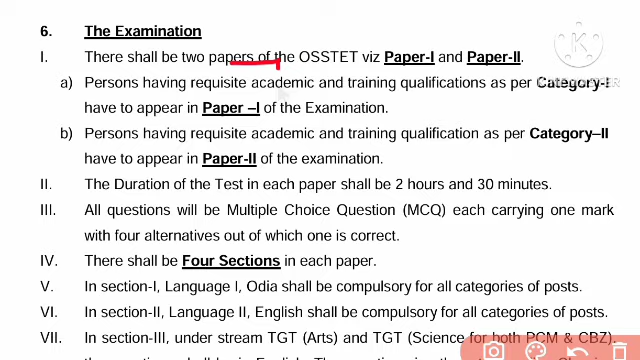 6. The Examination
I. There shall be two papers of the OSSTET viz Paper-I and Paper-II.
a) Persons having requisite academic and training qualifications as per Category-I
have to appear in Paper –I of the Examination.
b) Persons having requisite academic and training qualification as per Category–II
have to appear in Paper-II of the examination.
II. The Duration of the Test in each paper shall be 2 hours and 30 minutes.
III. All questions will be Multiple Choice Question (MCQ) each carrying one mark
with four alternatives out of which one is correct.
IV. There shall be Four Sections in each paper.
V. In section-I, Language I, Odia shall be compulsory for all categories of posts.
VI. In section-II, Language II, English shall be compulsory for all categories of posts.
VII. In section-III, under stream TGT (Arts) and TGT (Science for both PCM & CBZ),